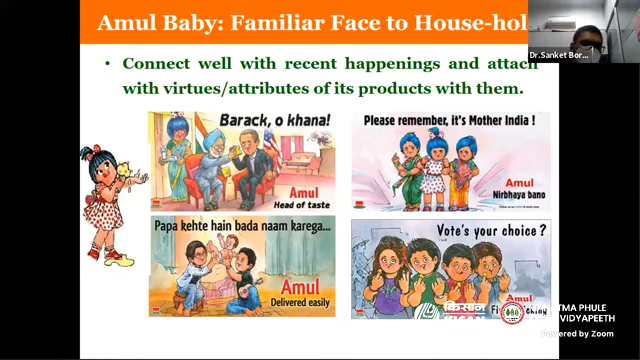 Amul Baby: Familiar Face to House-hol
Dr.Sanket Bor...
• Connect well with recent happenings and attach
with virtues/attributes of its products with them.
Barack, o khana!
Amul
Head of taste
Please remember, it's Mother India !
Amul
Nirbhaya bano
Papa kehte hain bada naam karega...
Amul
Delivered easily
Vote's your choice ?
Amul
किसान
PHULE
VIDYAPEETH
Powered by Zoom